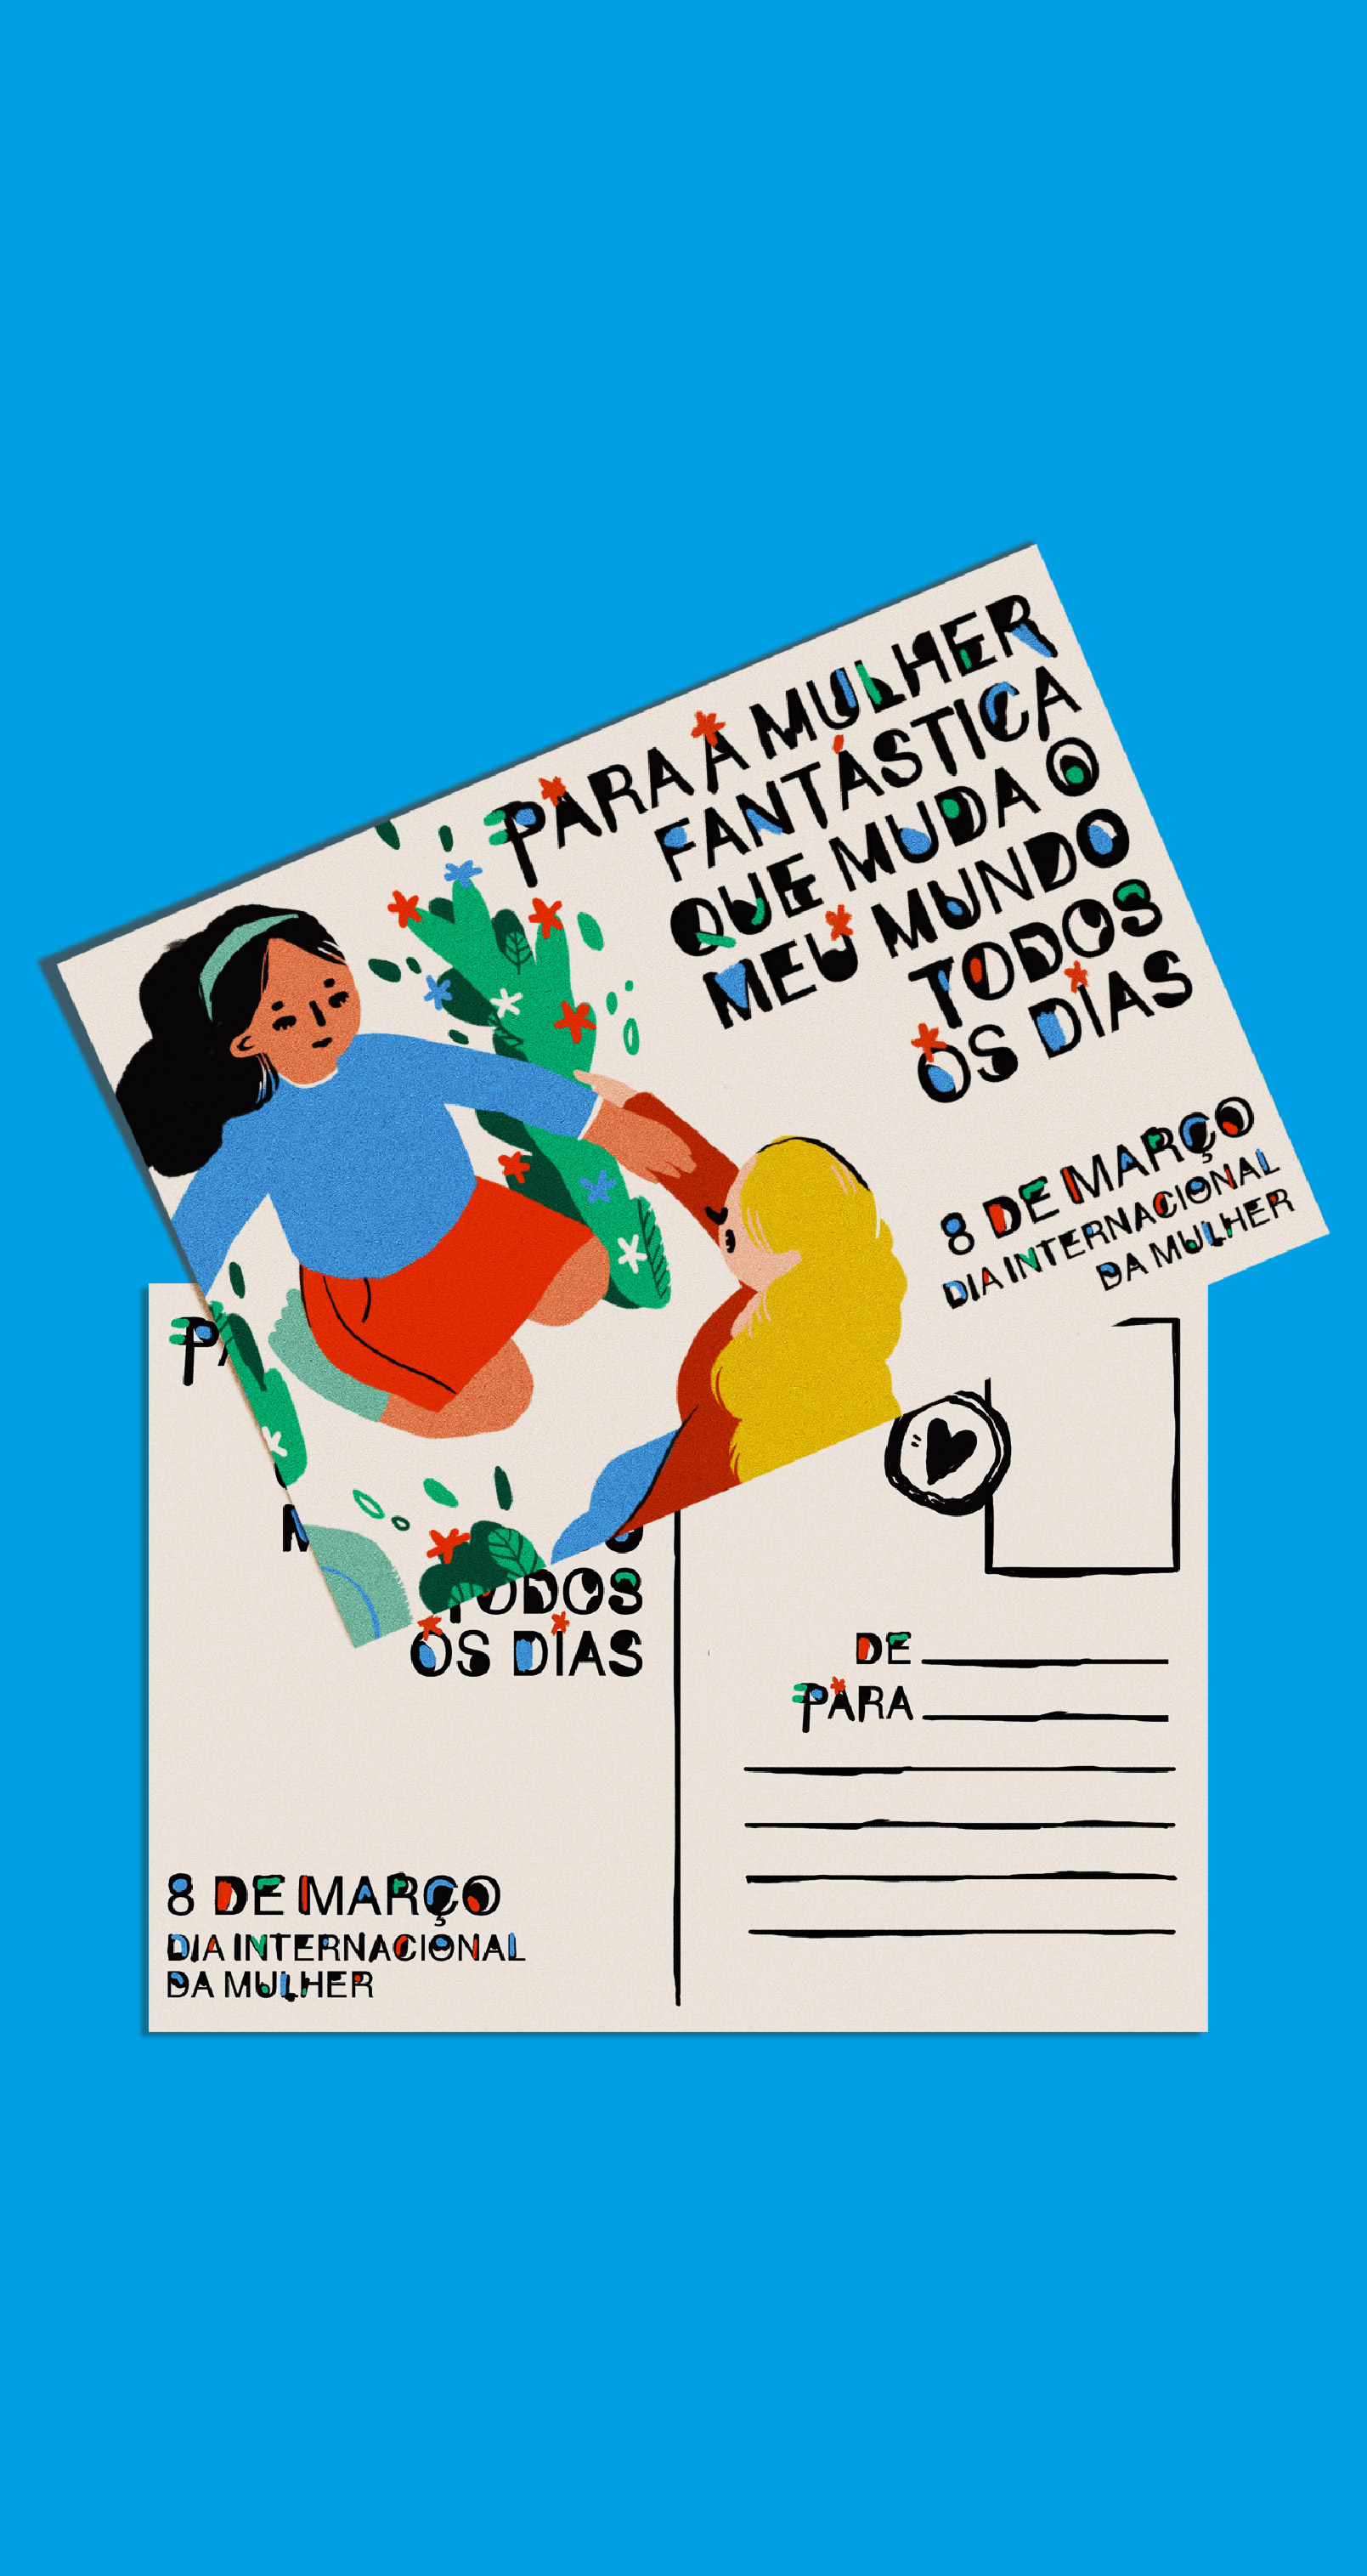 PARA A MULHER
FANTÁSTICA
QUE MUDA O
MEU MUNDO
TODOS
OS DIAS
8 DE MARÇO
DIA INTERNACIONAL
DA MULHER
TODOS
OS DIAS
8 DE MARÇO
DIA INTERNACIONAL
DA MULHER
DE
PARA